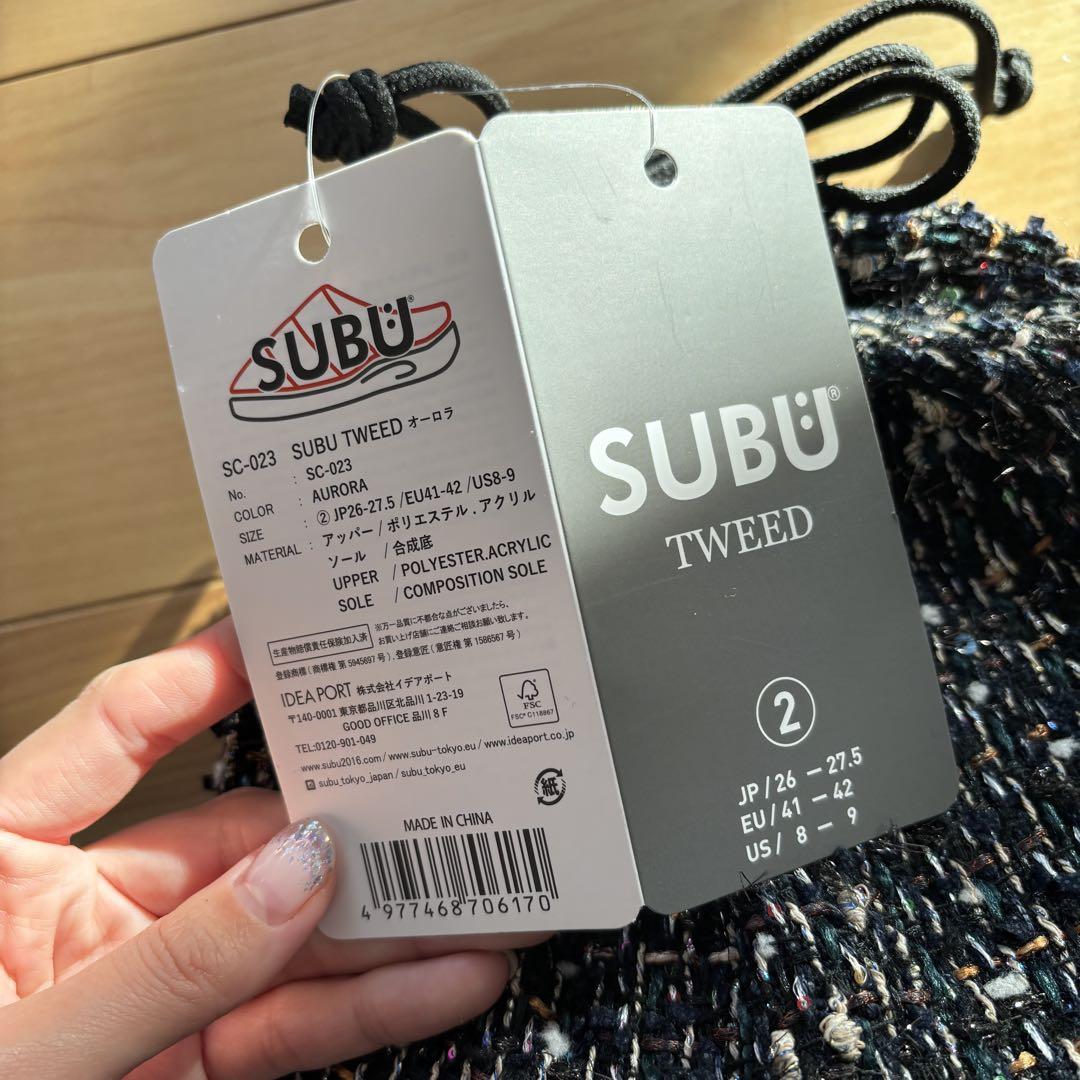 SUBU®
SC-023 SUBU TWEED オーロラ
No. : SC-023
COLOR : AURORA
SIZE : ② JP26-27.5 /EU41-42 /US8-9
MATERIAL : アッパー / ポリエステル . アクリル
ソール / 合成底
UPPER / POLYESTER.ACRYLIC
SOLE / COMPOSITION SOLE
生産物賠償責任保険加入済
※万一品質に不都合な点がございましたら、
お買い上げ店舗にご連絡ご相談お願い致します。
登録商標 ( 商標権 第 5945697 号 ) . 登録意匠 ( 意匠権 第 1586567 号 )
IDEA PORT 株式会社イデアポート
〒140-0001 東京都品川区北品川 1-23-19
GOOD OFFICE 品川 8 F
TEL:0120-901-049
www.subu2016.com / www.subu-tokyo.eu / www.ideaport.co.jp
subu_tokyo_japan / subu_tokyo_eu
FSC
FSC® C118867
紙
MADE IN CHINA
4 977468 706170
SUBU®
TWEED
②
JP / 26 — 27.5
EU / 41 — 42
US / 8 — 9